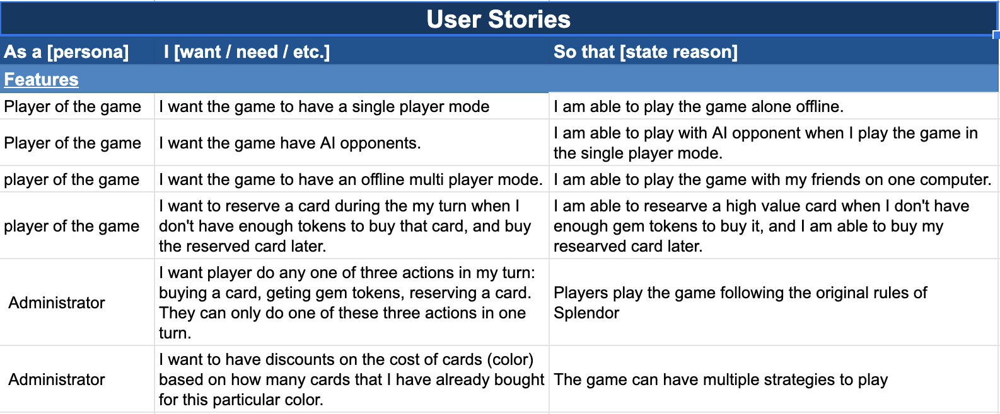 User Stories
As a [persona] I [want / need / etc.] So that [state reason]
Features
Player of the game I want the game to have a single player mode I am able to play the game alone offline.
Player of the game I want the game have AI opponents. I am able to play with AI opponent when I play the game in
the single player mode.
player of the game I want the game to have an offline multi player mode. I am able to play the game with my friends on one computer.
player of the game
I want to reserve a card during the my turn when I
don't have enough tokens to buy that card, and buy
the reserved card later.
I am able to researve a high value card when I don't have
enough gem tokens to buy it, and I am able to buy my
researved card later.
Administrator
I want player do any one of three actions in my turn:
buying a card, geting gem tokens, reserving a card.
They can only do one of these three actions in one
turn.
Players play the game following the original rules of
Splendor
Administrator
I want to have discounts on the cost of cards (color)
based on how many cards that I have already bought
for this particular color.
The game can have multiple strategies to play